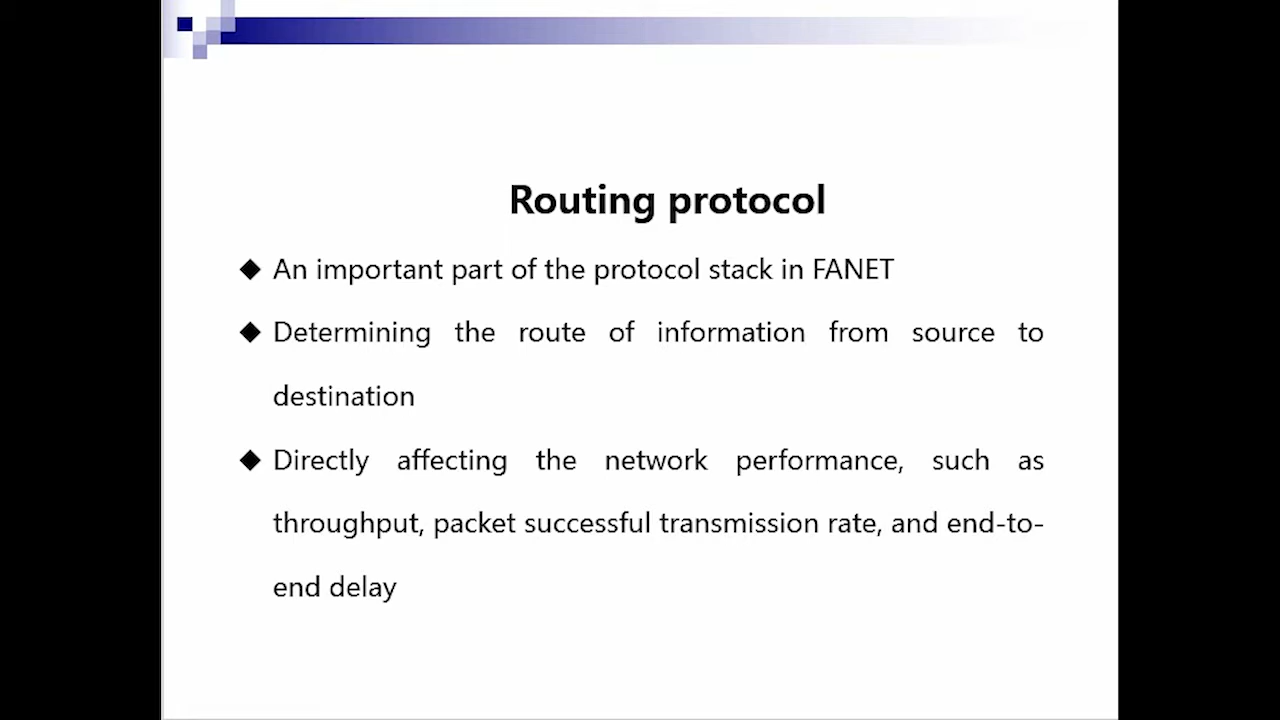 Routing protocol
◆ An important part of the protocol stack in FANET
◆ Determining the route of information from source to
destination
◆ Directly affecting the network performance, such as
throughput, packet successful transmission rate, and end-to-
end delay